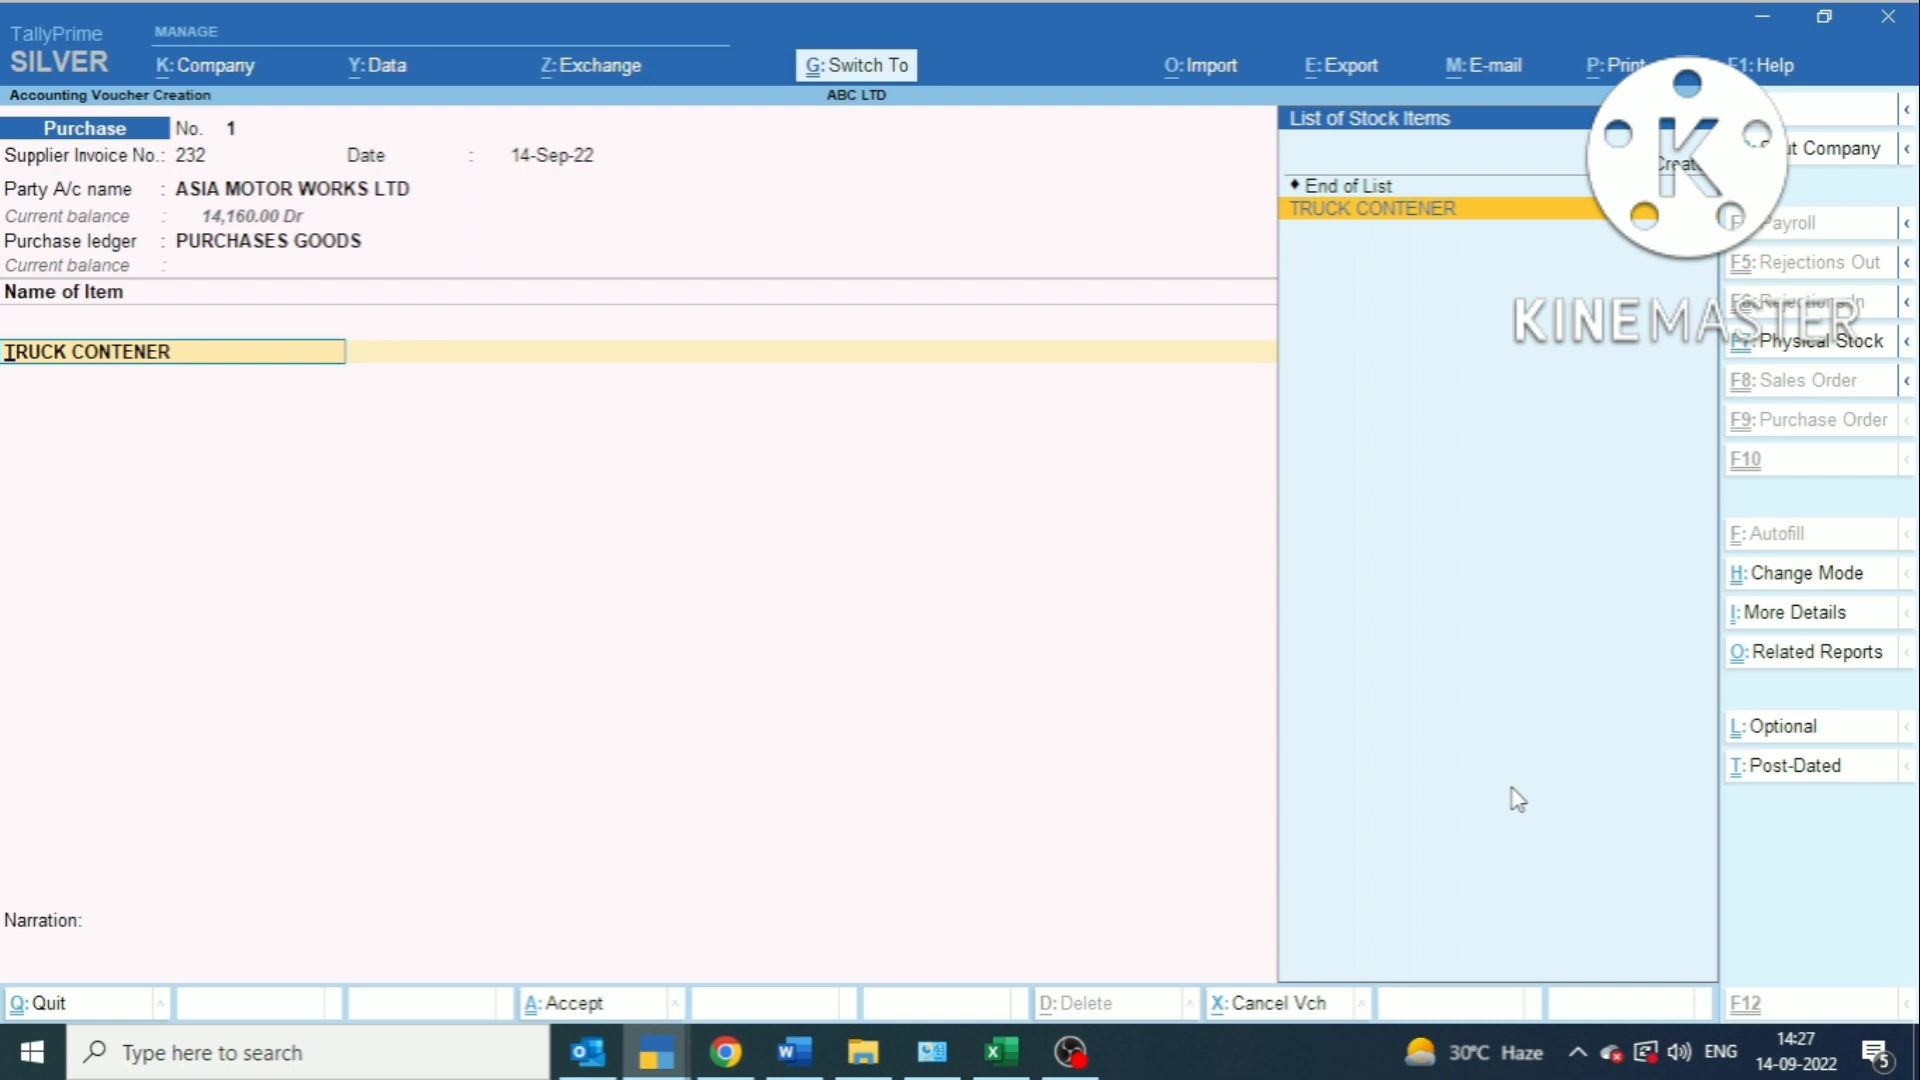 TallyPrime
SILVER
MANAGE
K: Company Y: Data Z: Exchange G: Switch To O: Import E: Export M: E-mail P: Print F1: Help
Accounting Voucher Creation ABC LTD
Purchase No. 1
Supplier Invoice No.: 232 Date : 14-Sep-22
Party A/c name : ASIA MOTOR WORKS LTD
Current balance : 14,160.00 Dr
Purchase ledger : PURCHASES GOODS
Current balance :
Name of Item
TRUCK CONTENER
Narration:
List of Stock Items
Create
♦ End of List
TRUCK CONTENER
K
KINEMASTER
Company
Payroll
F5: Rejections Out
F6: Rejections In
F7: Physical Stock
F8: Sales Order
F9: Purchase Order
F10
F: Autofill
H: Change Mode
I: More Details
O: Related Reports
L: Optional
T: Post-Dated
Q: Quit A: Accept D: Delete X: Cancel Vch F12
Type here to search
30°C Haze
ENG
14:27
14-09-2022
5